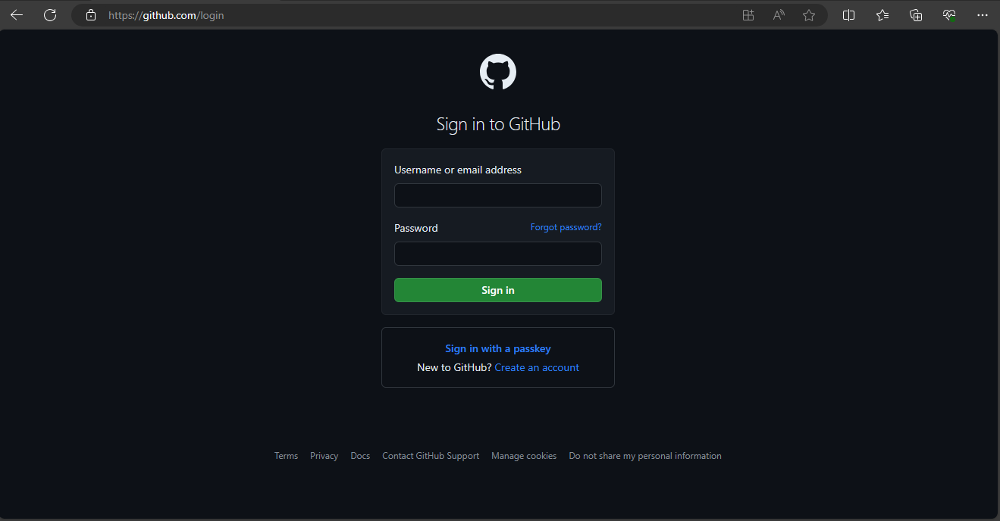 https://github.com/login
Sign in to GitHub
Username or email address
Password Forgot password?
Sign in
Sign in with a passkey
New to GitHub? Create an account
Terms Privacy Docs Contact GitHub Support Manage cookies Do not share my personal information